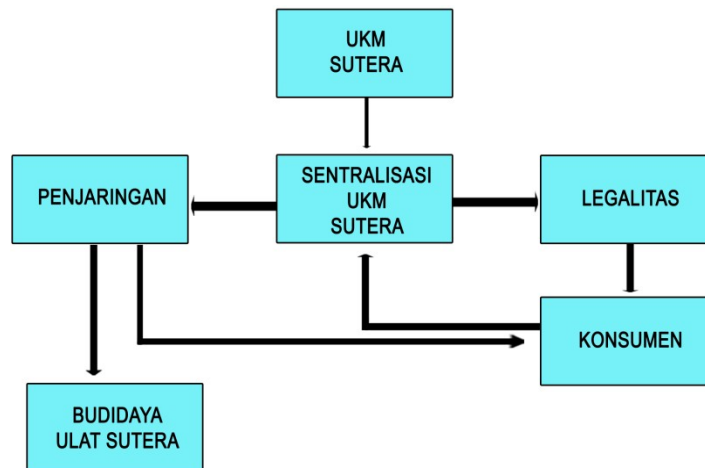 UKM
SUTERA
PENJARINGAN
SENTRALISASI
UKM
SUTERA
LEGALITAS
KONSUMEN
BUDIDAYA
ULAT SUTERA